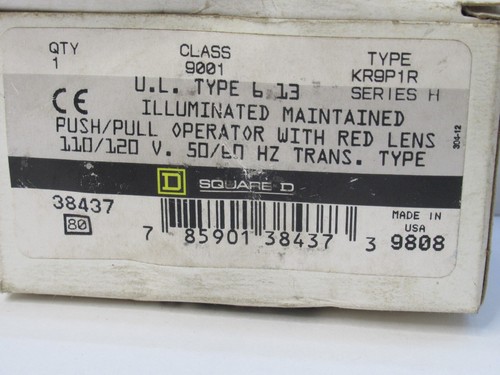 QTY CLASS TYPE
1 9001 KR9P1R
U.L. TYPE 6,13 SERIES H
CE ILLUMINATED MAINTAINED
PUSH/PULL OPERATOR WITH RED LENS
110/120 V. 50/60 HZ TRANS. TYPE
304-12
D SQUARE D
38437
80
7 85901 38437 3
MADE IN
USA
9808